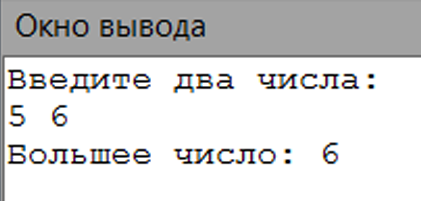 Окно вывода
Введите два числа:
5 6
Большее число: 6